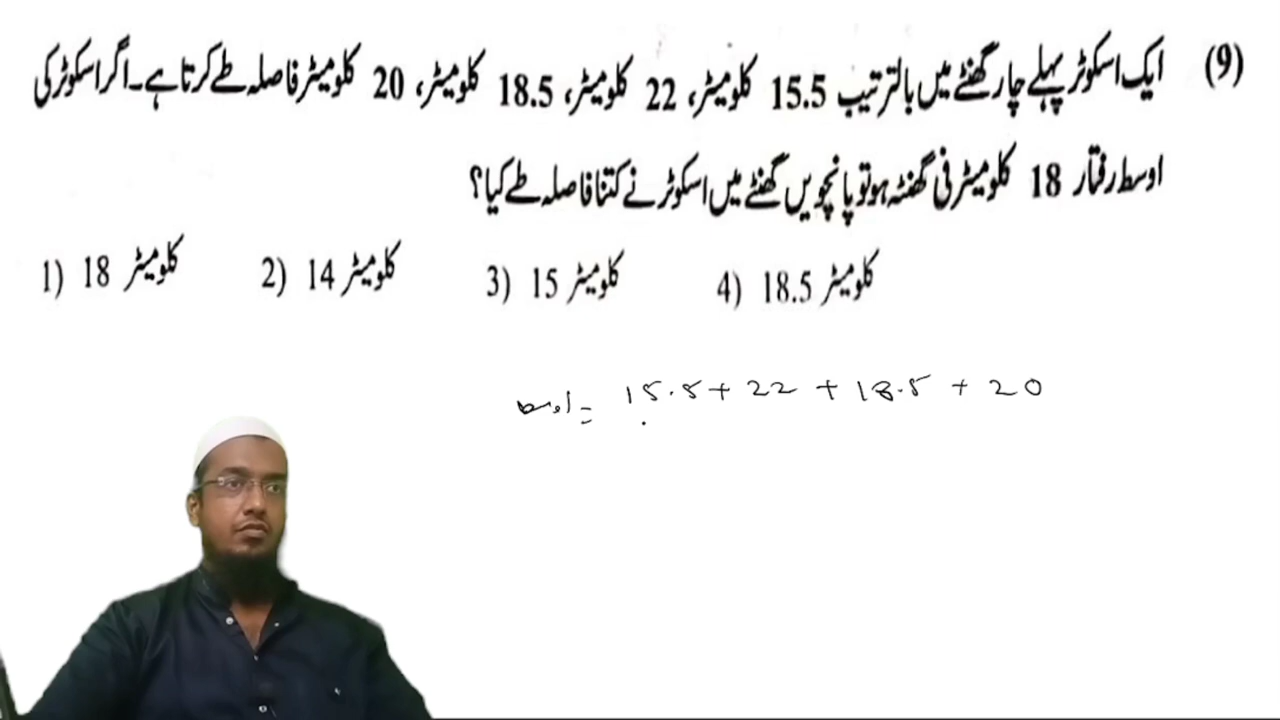 (9) ایک اسکوٹر پہلے چار گھنٹے میں بالترتیب 15.5 کلومیٹر، 22 کلومیٹر، 18.5 کلومیٹر، 20 کلومیٹر فاصلہ طے کرتا ہے۔ اگر اسکوٹر کی
اوسط رفتار 18 کلومیٹر فی گھنٹہ ہو تو پانچویں گھنٹے میں اسکوٹر نے کتنا فاصلہ طے کیا؟
1) 18 کلومیٹر 2) 14 کلومیٹر 3) 15 کلومیٹر 4) 18.5 کلومیٹر
اوسط = 15.5 + 22 + 18.5 + 20